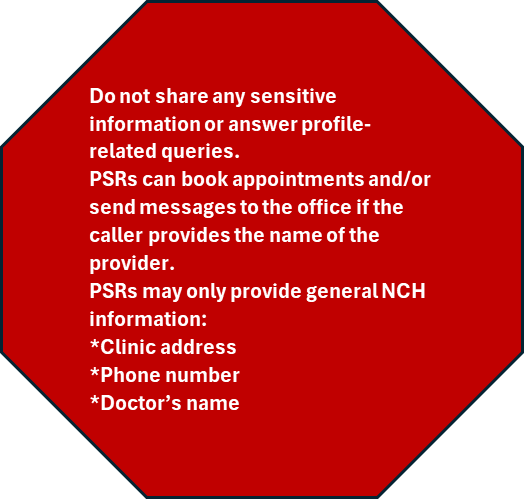 Do not share any sensitive
information or answer profile-
related queries.
PSRs can book appointments and/or
send messages to the office if the
caller provides the name of the
provider.
PSRs may only provide general NCH
information:
*Clinic address
*Phone number
*Doctor’s name